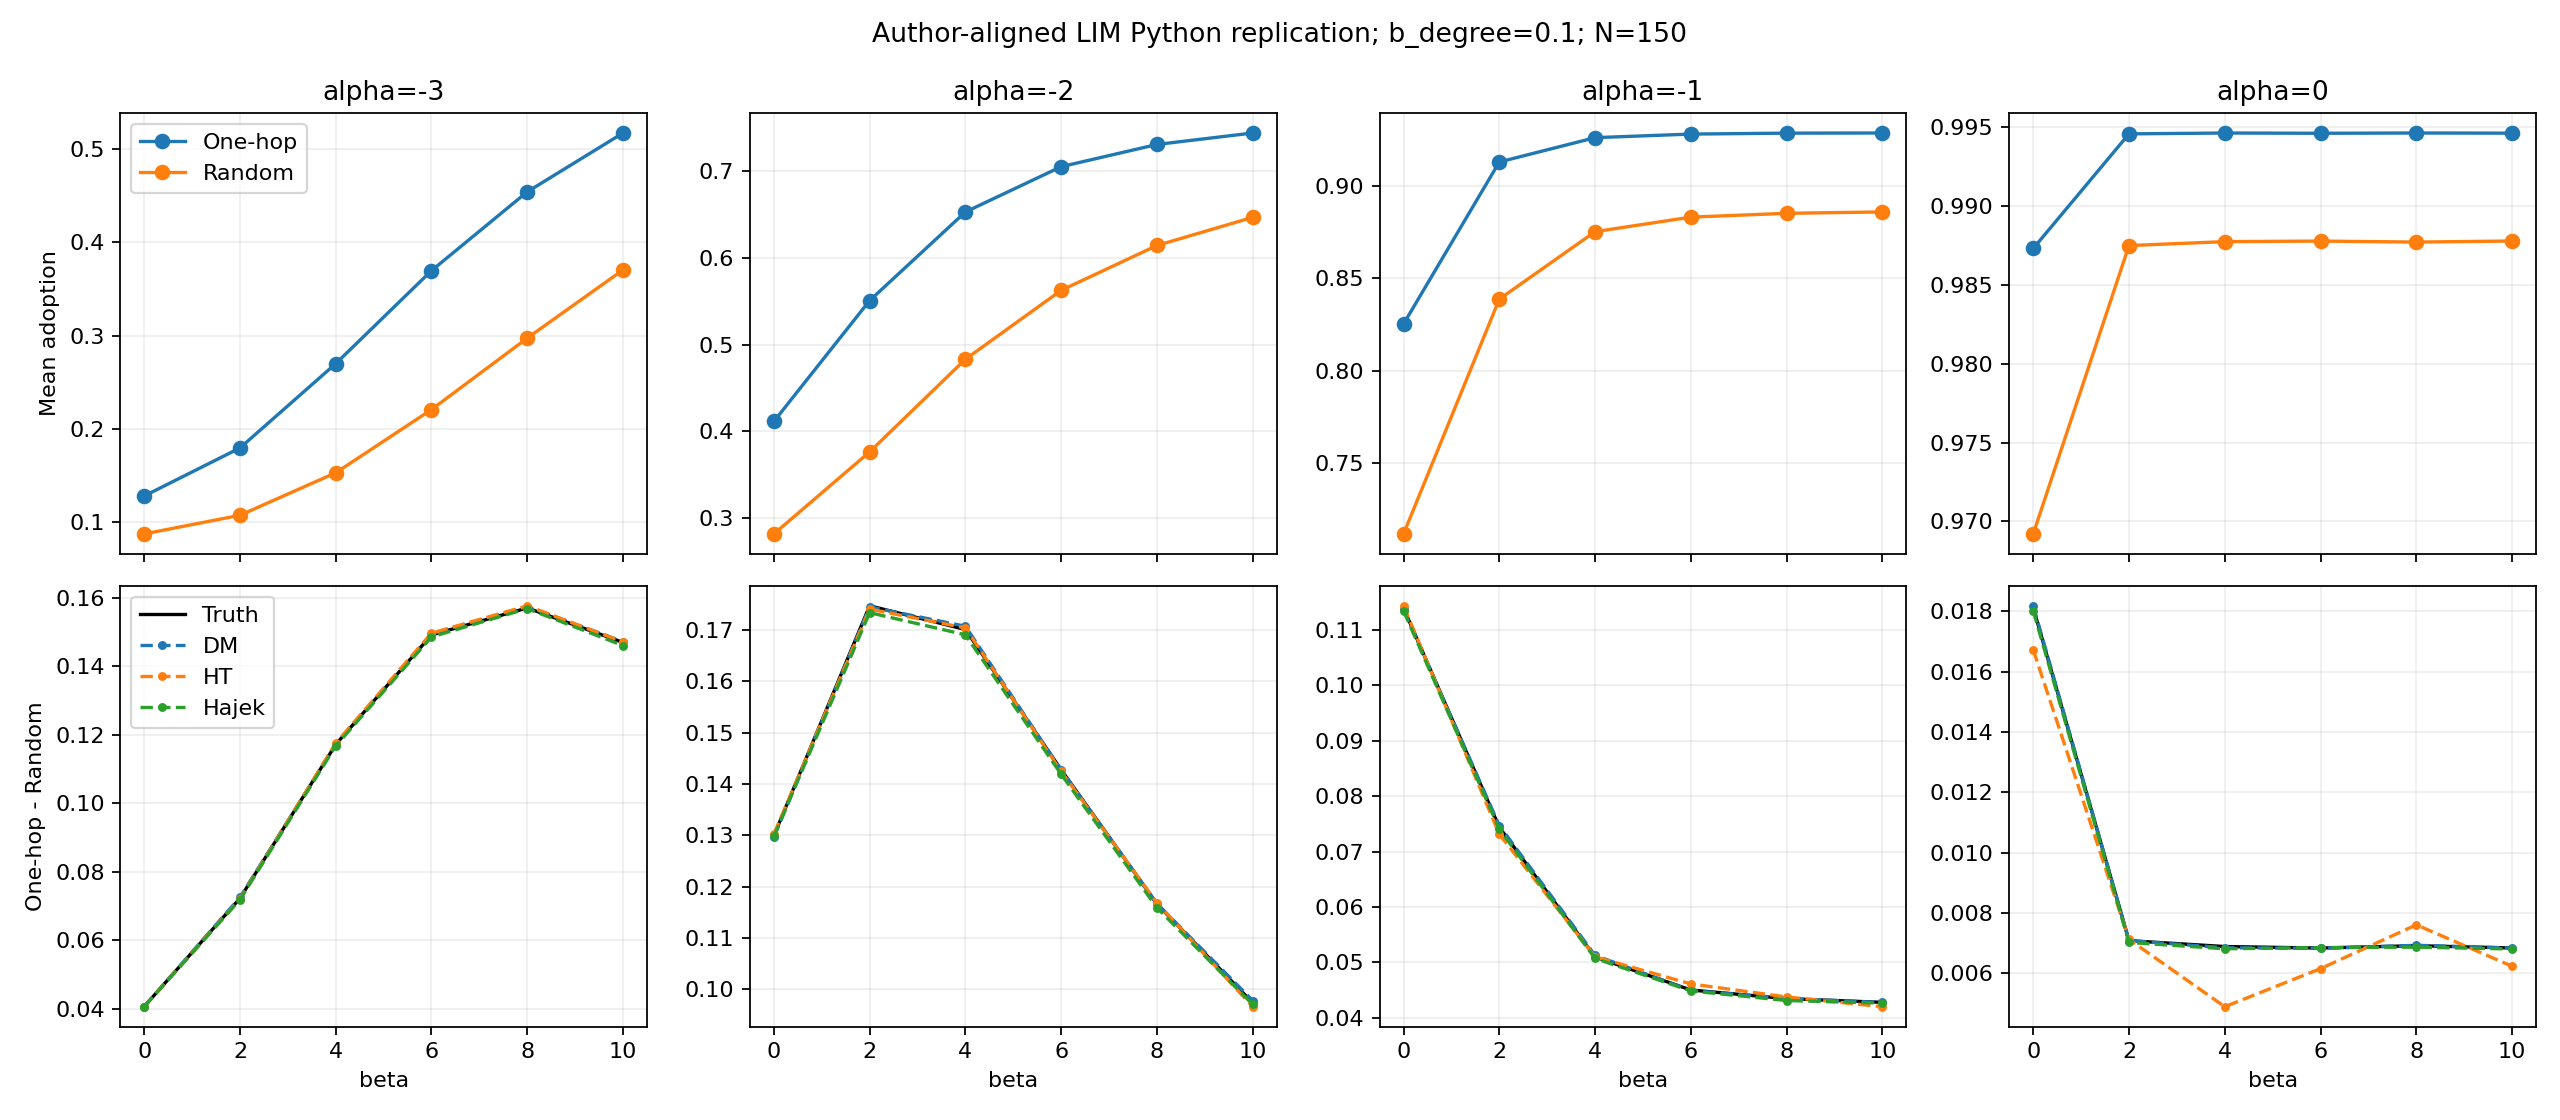 Author-aligned LIM Python replication; b_degree=0.1; N=150
alpha=-3
alpha=-2
alpha=-1
alpha=0
Mean adoption
0.5
0.4
0.3
0.2
0.1
One-hop
Random
0.7
0.6
0.5
0.4
0.3
0.90
0.85
0.80
0.75
0.995
0.990
0.985
0.980
0.975
0.970
One-hop - Random
0.16
0.14
0.12
0.10
0.08
0.06
0.04
Truth
DM
HT
Hajek
0 2 4 6 8 10
beta
0.17
0.16
0.15
0.14
0.13
0.12
0.11
0.10
0 2 4 6 8 10
beta
0.11
0.10
0.09
0.08
0.07
0.06
0.05
0.04
0 2 4 6 8 10
beta
0.018
0.016
0.014
0.012
0.010
0.008
0.006
0 2 4 6 8 10
beta